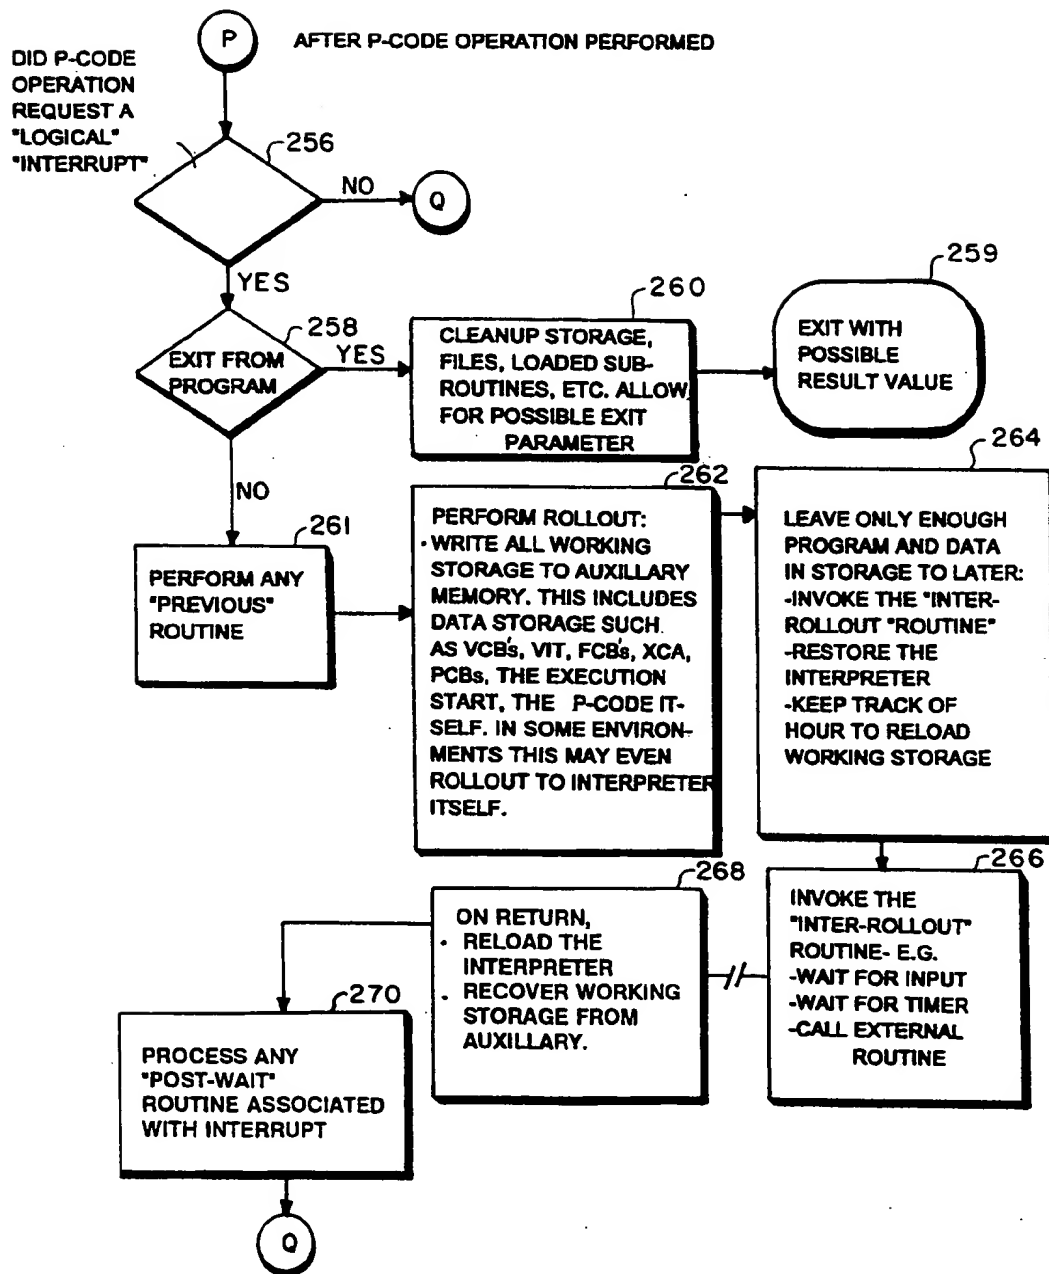 P
AFTER P-CODE OPERATION PERFORMED
DID P-CODE
OPERATION
REQUEST A
"LOGICAL"
"INTERRUPT"
256
NO
Q
YES
258
EXIT FROM
PROGRAM
YES
260
CLEANUP STORAGE,
FILES, LOADED SUB-
ROUTINES, ETC. ALLOW
FOR POSSIBLE EXIT
PARAMETER
259
EXIT WITH
POSSIBLE
RESULT VALUE
NO
261
PERFORM ANY
"PREVIOUS"
ROUTINE
262
PERFORM ROLLOUT:
· WRITE ALL WORKING
STORAGE TO AUXILLARY
MEMORY. THIS INCLUDES
DATA STORAGE SUCH
AS VCB's, VIT, FCB's, XCA,
PCBs, THE EXECUTION
START, THE P-CODE IT-
SELF. IN SOME ENVIRON-
MENTS THIS MAY EVEN
ROLLOUT TO INTERPRETER
ITSELF.
264
LEAVE ONLY ENOUGH
PROGRAM AND DATA
IN STORAGE TO LATER:
-INVOKE THE "INTER-
ROLLOUT "ROUTINE"
-RESTORE THE
INTERPRETER
-KEEP TRACK OF
HOUR TO RELOAD
WORKING STORAGE
266
INVOKE THE
"INTER-ROLLOUT"
ROUTINE- E.G.
-WAIT FOR INPUT
-WAIT FOR TIMER
-CALL EXTERNAL
ROUTINE
268
ON RETURN,
· RELOAD THE
INTERPRETER
. RECOVER WORKING
STORAGE FROM
AUXILLARY.
270
PROCESS ANY
"POST-WAIT"
ROUTINE ASSOCIATED
WITH INTERRUPT
Q